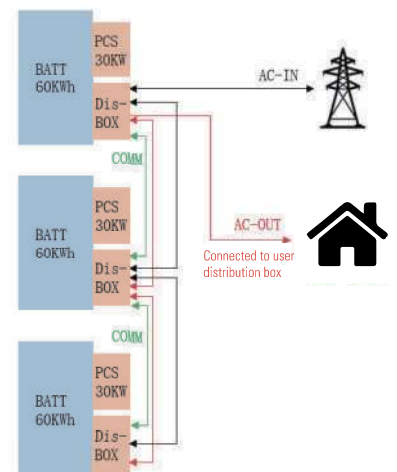 PCS
30KW
BATT
60KWh
Dis-
BOX
AC-IN
COMM
PCS
30KW
BATT
60KWh
Dis-
BOX
AC-OUT
Connected to user
distribution box
COMM
PCS
30KW
BATT
60KWh
Dis-
BOX